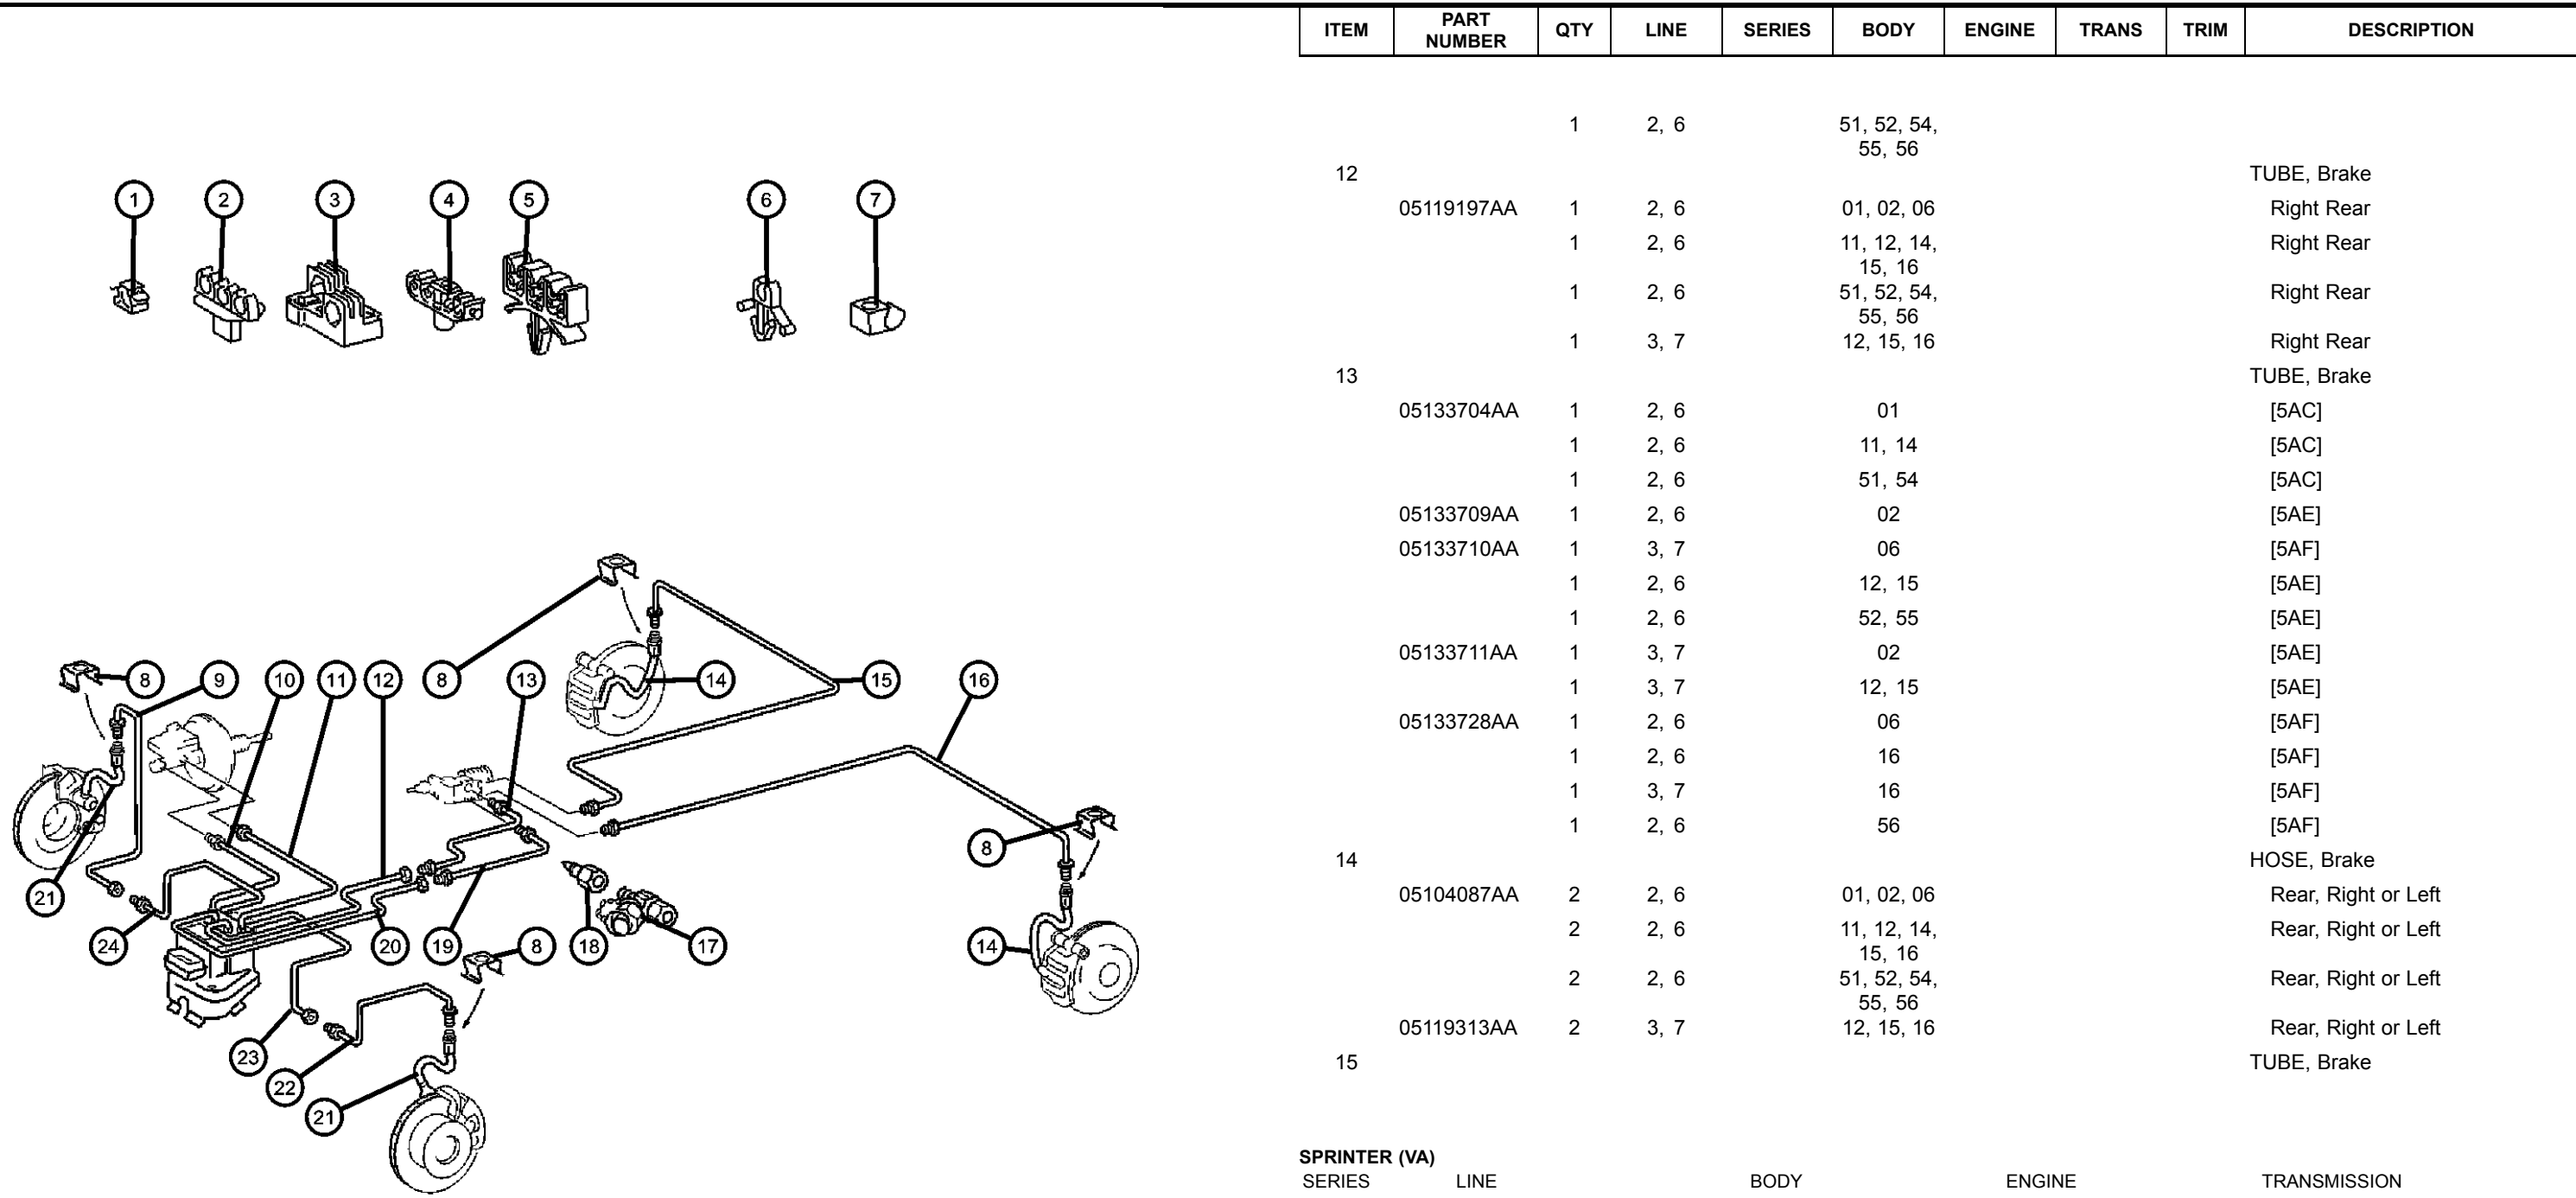 ITEM PART NUMBER QTY LINE SERIES BODY ENGINE TRANS TRIM DESCRIPTION
1 2, 6 51, 52, 54,
55, 56
12 TUBE, Brake
05119197AA 1 2, 6 01, 02, 06 Right Rear
1 2, 6 11, 12, 14, Right Rear
15, 16
1 2, 6 51, 52, 54, Right Rear
55, 56
1 3, 7 12, 15, 16 Right Rear
13 TUBE, Brake
05133704AA 1 2, 6 01 [5AC]
1 2, 6 11, 14 [5AC]
1 2, 6 51, 54 [5AC]
05133709AA 1 2, 6 02 [5AE]
05133710AA 1 3, 7 06 [5AF]
1 2, 6 12, 15 [5AE]
1 2, 6 52, 55 [5AE]
05133711AA 1 3, 7 02 [5AE]
1 3, 7 12, 15 [5AE]
05133728AA 1 2, 6 06 [5AF]
1 2, 6 16 [5AF]
1 3, 7 16 [5AF]
1 2, 6 56 [5AF]
14 HOSE, Brake
05104087AA 2 2, 6 01, 02, 06 Rear, Right or Left
2 2, 6 11, 12, 14, Rear, Right or Left
15, 16
2 2, 6 51, 52, 54, Rear, Right or Left
55, 56
05119313AA 2 3, 7 12, 15, 16 Rear, Right or Left
15 TUBE, Brake
SPRINTER (VA)
SERIES LINE BODY ENGINE TRANSMISSION
1 2 3 4 5 6 7
8 9 10 11 12 8 13 14 15 16
8
21
24 20 19 8 18 17 14
23
22
21